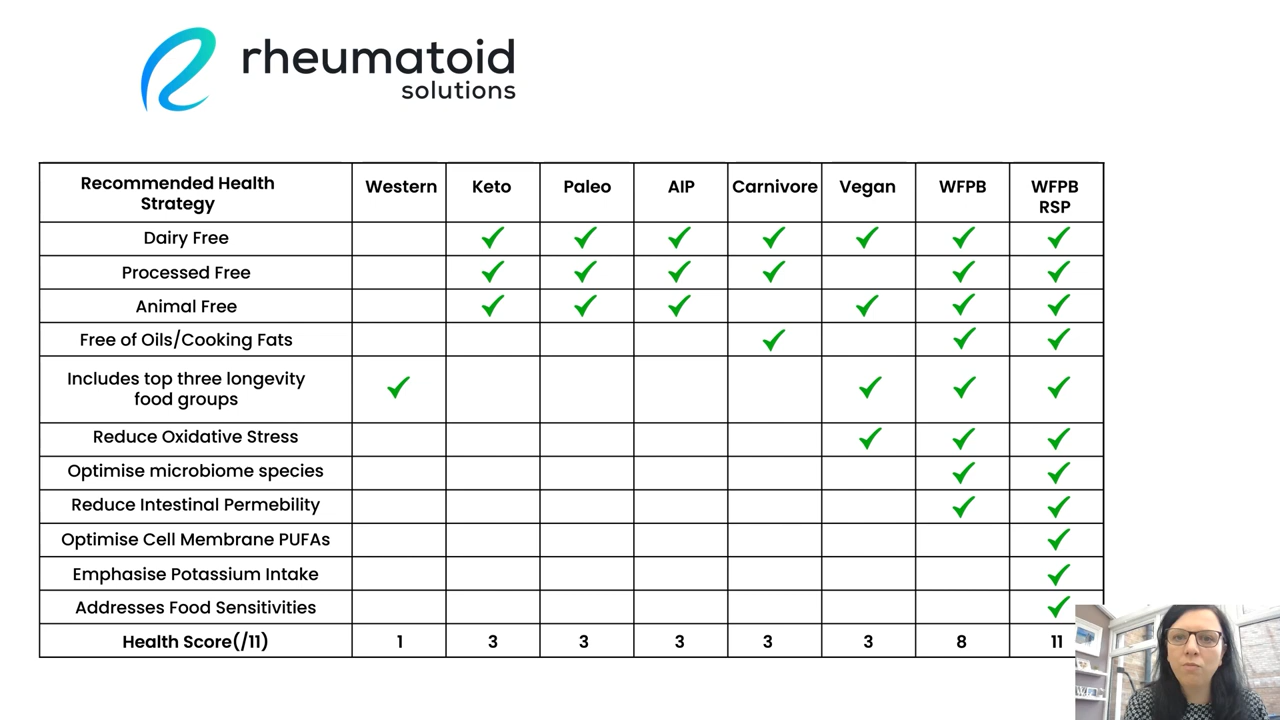 rheumatoid
solutions
Recommended Health
Strategy
Western
Keto
Paleo
AIP
Carnivore
Vegan
WFPB
WFPB
RSP
Dairy Free
Processed Free
Animal Free
Free of Oils/Cooking Fats
Includes top three longevity
food groups
Reduce Oxidative Stress
Optimise microbiome species
Reduce Intestinal Permebility
Optimise Cell Membrane PUFAs
Emphasise Potassium Intake
Addresses Food Sensitivities
Health Score(/11) 1 3 3 3 3 3 8 11